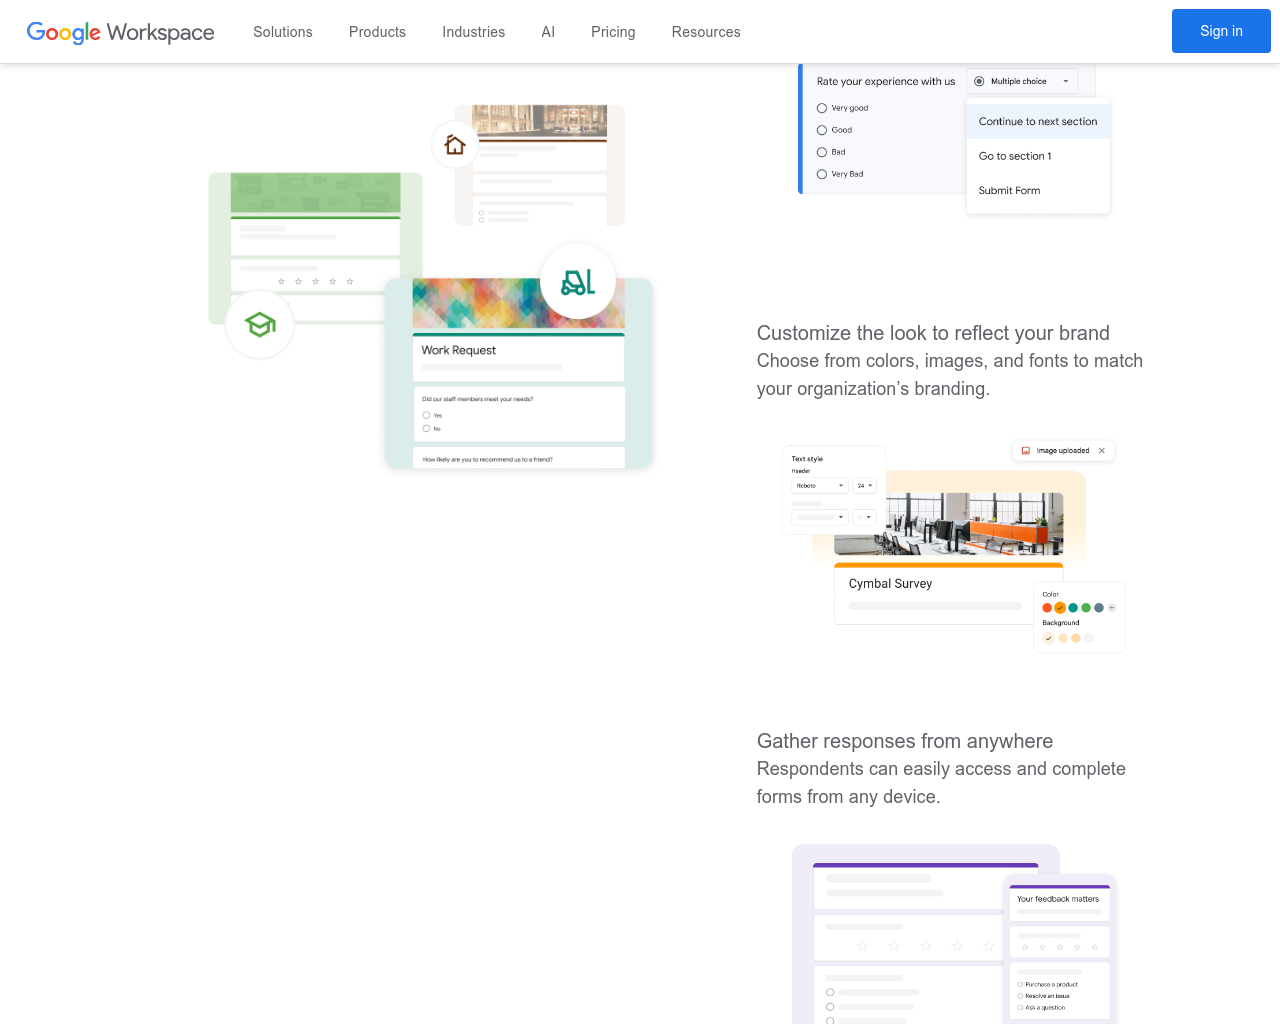 Google Workspace
Solutions
Products
Industries
AI
Pricing
Resources
Sign in
Rate your experience with us
Multiple choice
Very good
Good
Bad
Very Bad
Continue to next section
Go to section 1
Submit Form
Work Request
Did our staff members meet your needs?
Yes
No
How likely are you to recommend us to a friend?
Customize the look to reflect your brand
Choose from colors, images, and fonts to match
your organization’s branding.
Text style
Header
Roboto
24
Image uploaded
Cymbal Survey
Color
Background
Gather responses from anywhere
Respondents can easily access and complete
forms from any device.
Your feedback matters
Purchase a product
Resolve an issue
Ask a question